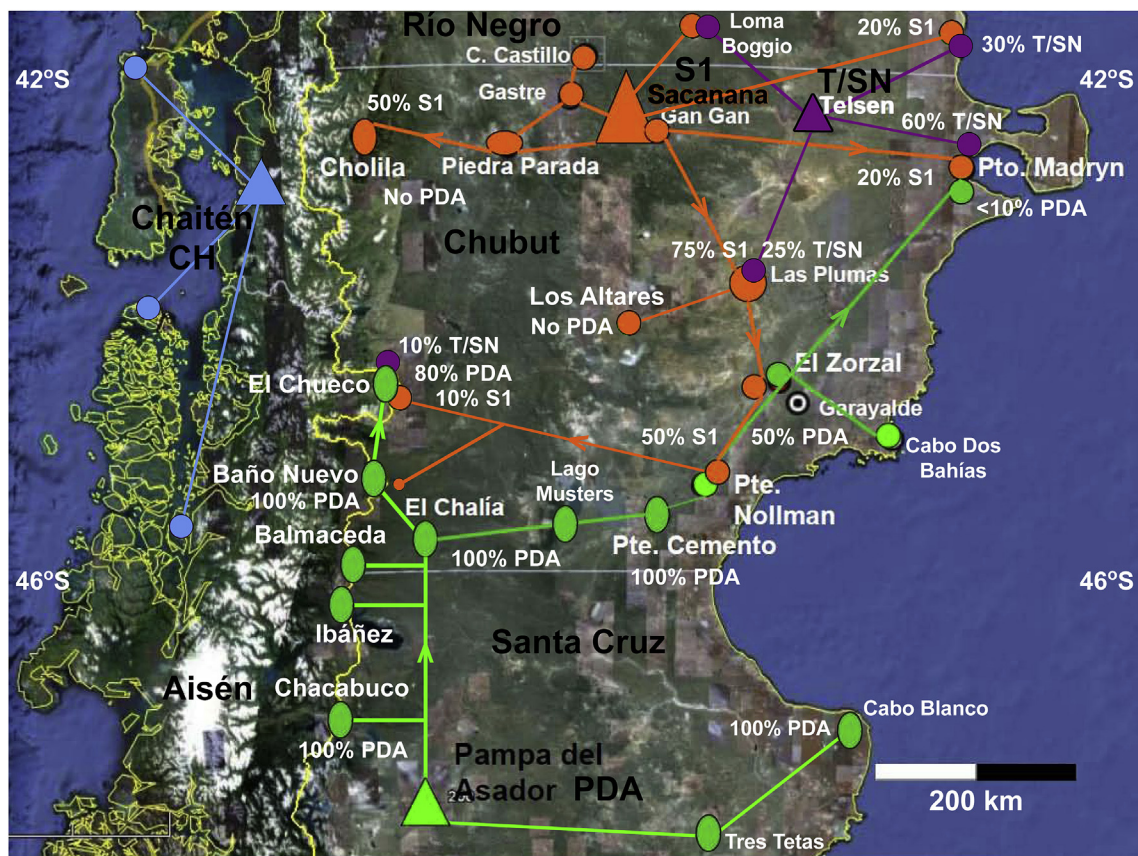 Río Negro
Loma
Boggio
20% S1
30% T/SN
42°S
C. Castillo
S1
T/SN
42°S
50% S1
Gastre
Sacanana
Telsen
Gan Gan
60% T/SN
Cholila
Piedra Parada
20% S1
Pto. Madryn
No PDA
<10% PDA
Chaitén
CH
Chubut
75% S1
25% T/SN
Las Plumas
Los Altares
No PDA
10% T/SN
El Chueco
80% PDA
10% S1
El Zorzal
Garayalde
50% S1
50% PDA
Cabo Dos
Bahías
Baño Nuevo
100% PDA
Lago
Musters
Pte.
Nollman
El Chalía
Balmaceda
100% PDA
Pte. Cemento
100% PDA
46°S
46°S
Ibáñez
Santa Cruz
Aisén
Chacabuco
100% PDA
Cabo Blanco
100% PDA
Pampa del
Asador PDA
200 km
Tres Tetas